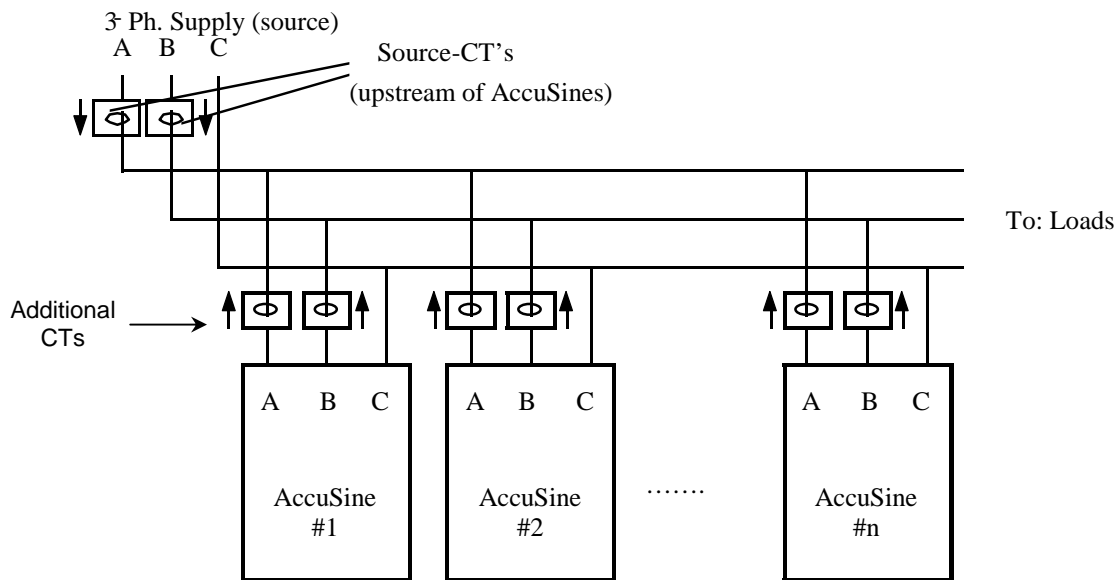 3- Ph. Supply (source)
A B C
Source-CT’s
(upstream of AccuSines)
To: Loads
Additional
CTs
A B C
A B C
A B C
AccuSine
#1
AccuSine
#2
.......
AccuSine
#n